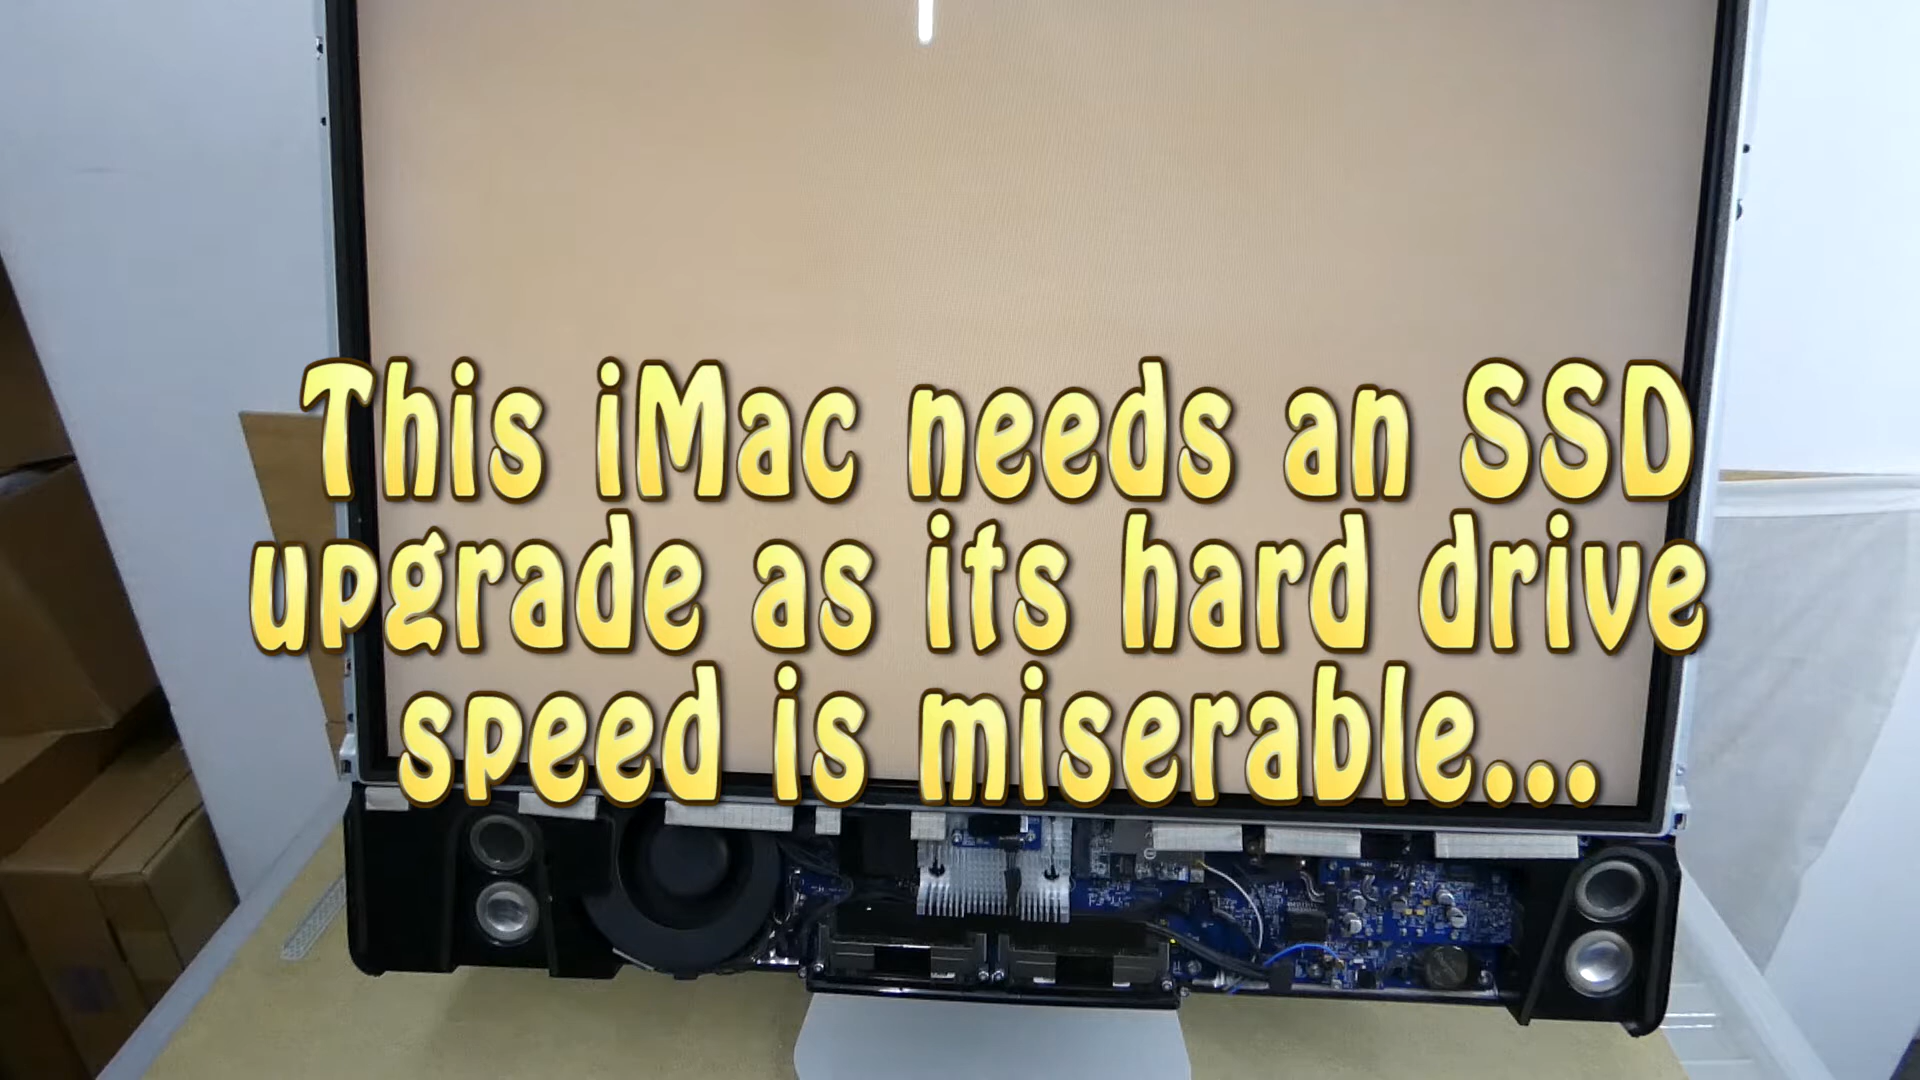 This iMac needs an SSD
upgrade as its hard drive
speed is miserable...